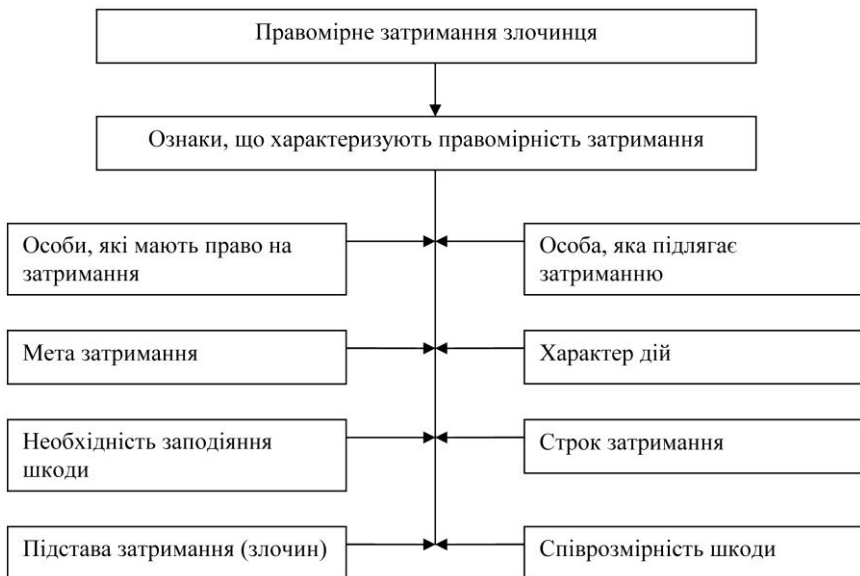 Правомірне затримання злочинця
Ознаки, що характеризують правомірність затримання
Особи, які мають право на
затримання
Особа, яка підлягає
затриманню
Мета затримання
Характер дій
Необхідність заподіяння
шкоди
Строк затримання
Підстава затримання (злочин)
Співрозмірність шкоди